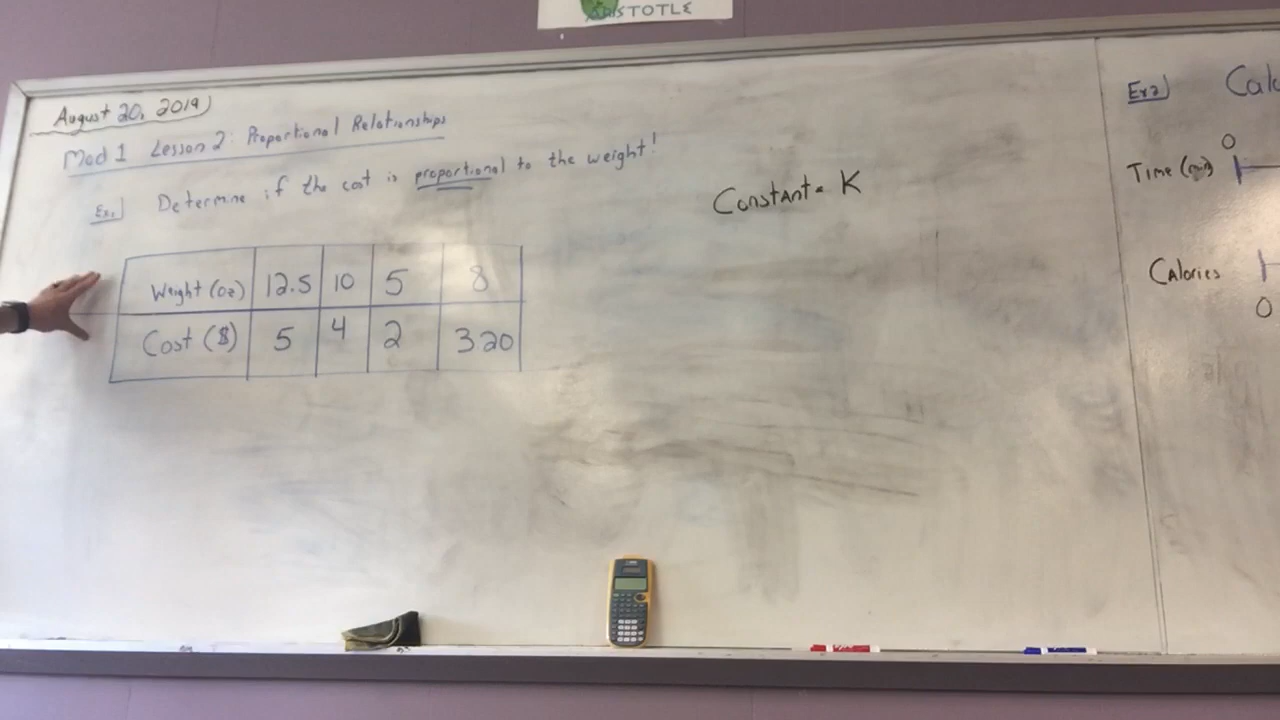 ARISTOTLE
August 20, 2019
Mod 1 Lesson 2: Proportional Relationships
Ex1 Determine if the cost is proportional to the weight!
Constant = K
Weight (oz) 12.5 10 5 8
Cost ($) 5 4 2 3.20
Ex2
0
Time (min)
Calories
0